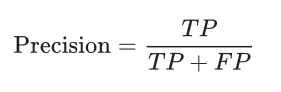 Precision = TP / TP + FP